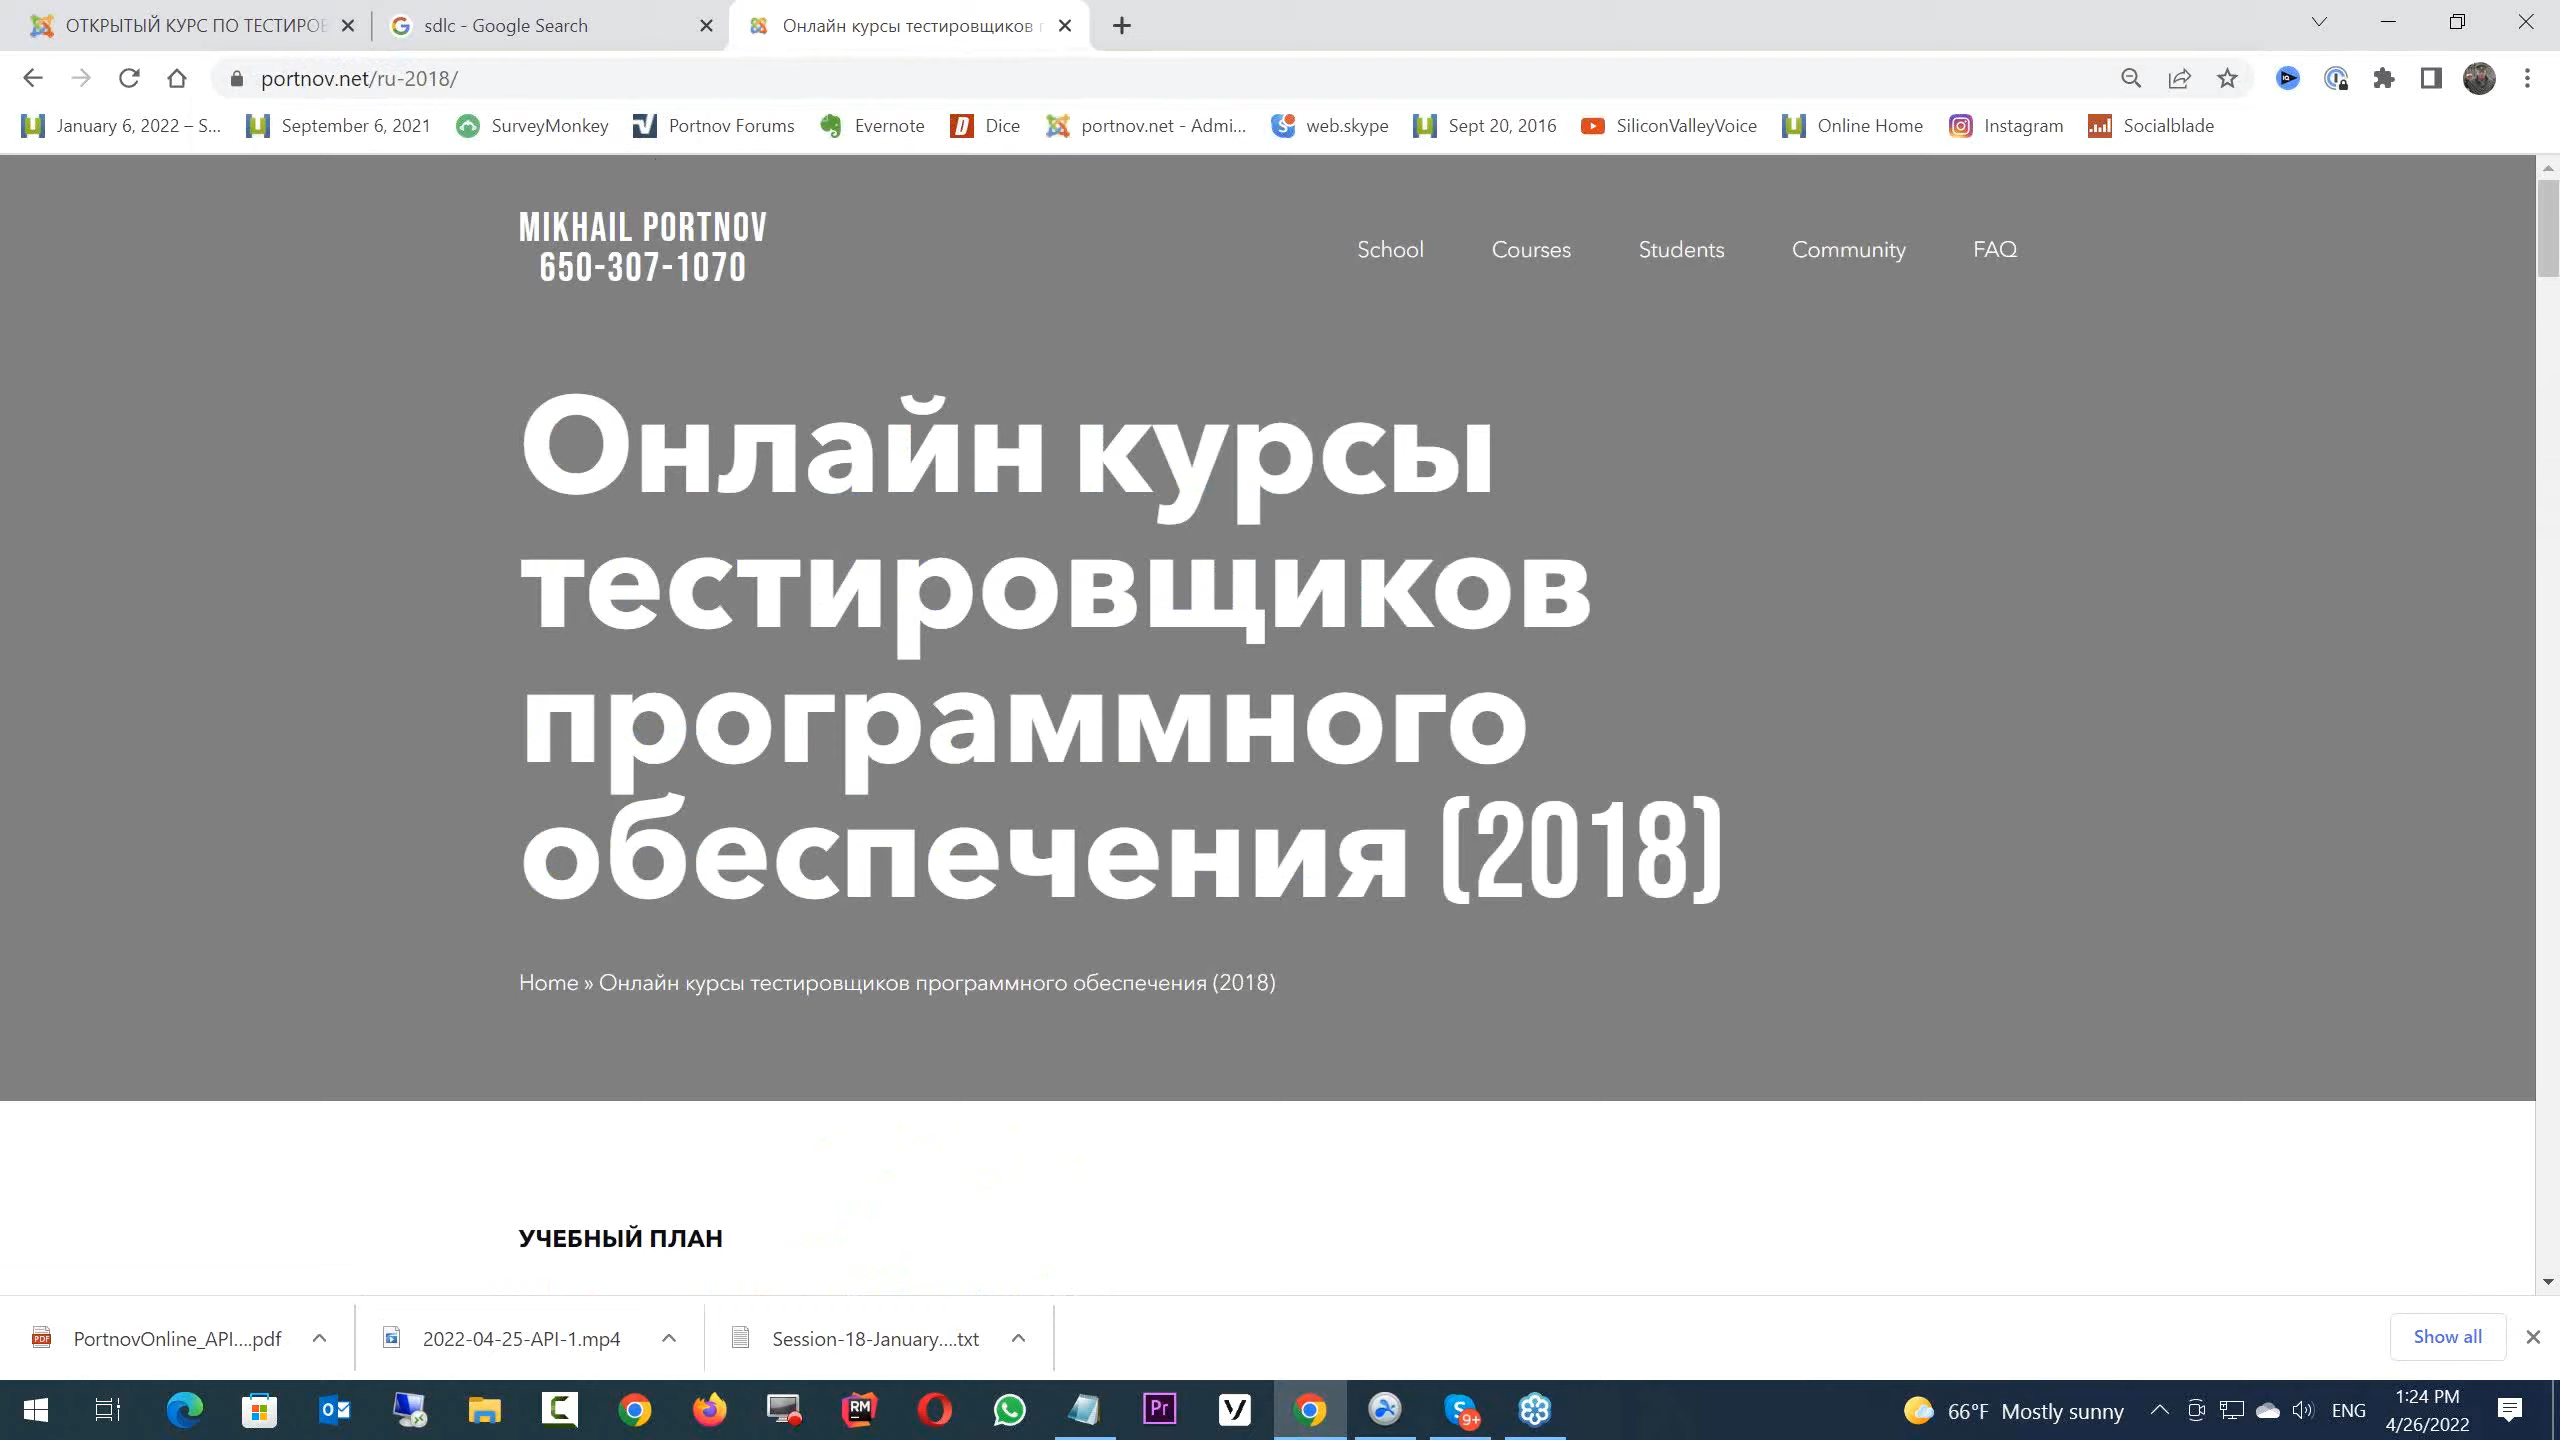 ОТКРЫТЫЙ КУРС ПО ТЕСТИРОВ
sdlc - Google Search
Онлайн курсы тестировщиков
portnov.net/ru-2018/
January 6, 2022 – S...
September 6, 2021
SurveyMonkey
Portnov Forums
Evernote
Dice
portnov.net - Admi...
web.skype
Sept 20, 2016
SiliconValleyVoice
Online Home
Instagram
Socialblade
MIKHAIL PORTNOV
650-307-1070
School
Courses
Students
Community
FAQ
Онлайн курсы
тестировщиков
программного
обеспечения (2018)
Home » Онлайн курсы тестировщиков программного обеспечения (2018)
УЧЕБНЫЙ ПЛАН
PortnovOnline_API....pdf
2022-04-25-API-1.mp4
Session-18-January....txt
Show all
66°F Mostly sunny
ENG
1:24 PM
4/26/2022